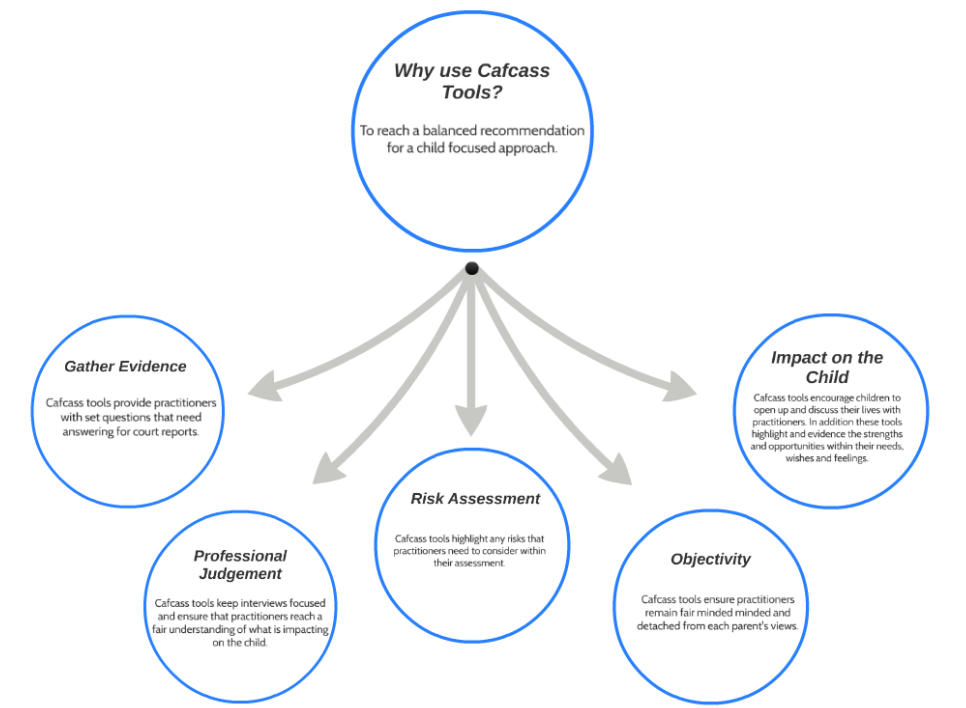 Why use Cafcass
Tools?
To reach a balanced recommendation
for a child focused approach.
Gather Evidence
Cafcass tools provide practitioners
with set questions that need
answering for court reports.
Professional
Judgement
Cafcass tools keep interviews focused
and ensure that practitioners reach a
fair understanding of what is impacting
on the child.
Risk Assessment
Cafcass tools highlight any risks that
practitioners need to consider within
their assessment.
Objectivity
Cafcass tools ensure practitioners
remain fair minded minded and
detached from each parent's views.
Impact on the
Child
Cafcass tools encourage children to
open up and discuss their lives with
practitioners. In addition these tools
highlight and evidence the strengths
and opportunities within their needs,
wishes and feelings.